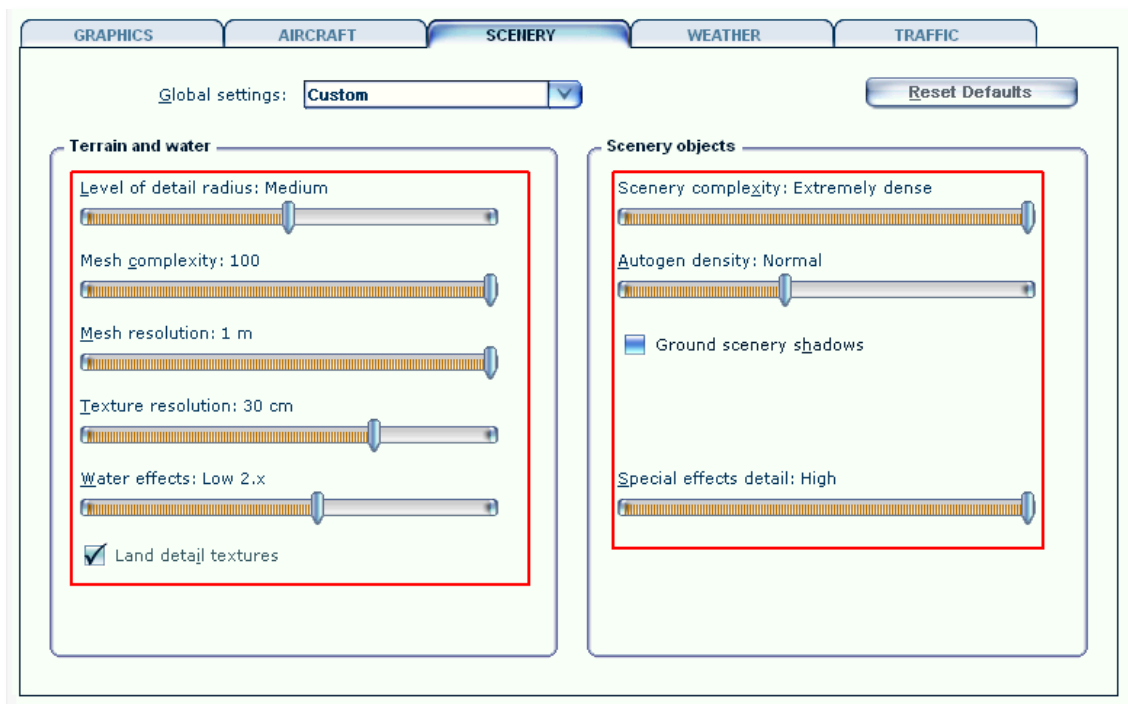 GRAPHICS AIRCRAFT SCENERY WEATHER TRAFFIC
Global settings: Custom
Reset Defaults
Terrain and water
Level of detail radius: Medium
Mesh complexity: 100
Mesh resolution: 1 m
Texture resolution: 30 cm
Water effects: Low 2.x
Land detail textures
Scenery objects
Scenery complexity: Extremely dense
Autogen density: Normal
Ground scenery shadows
Special effects detail: High